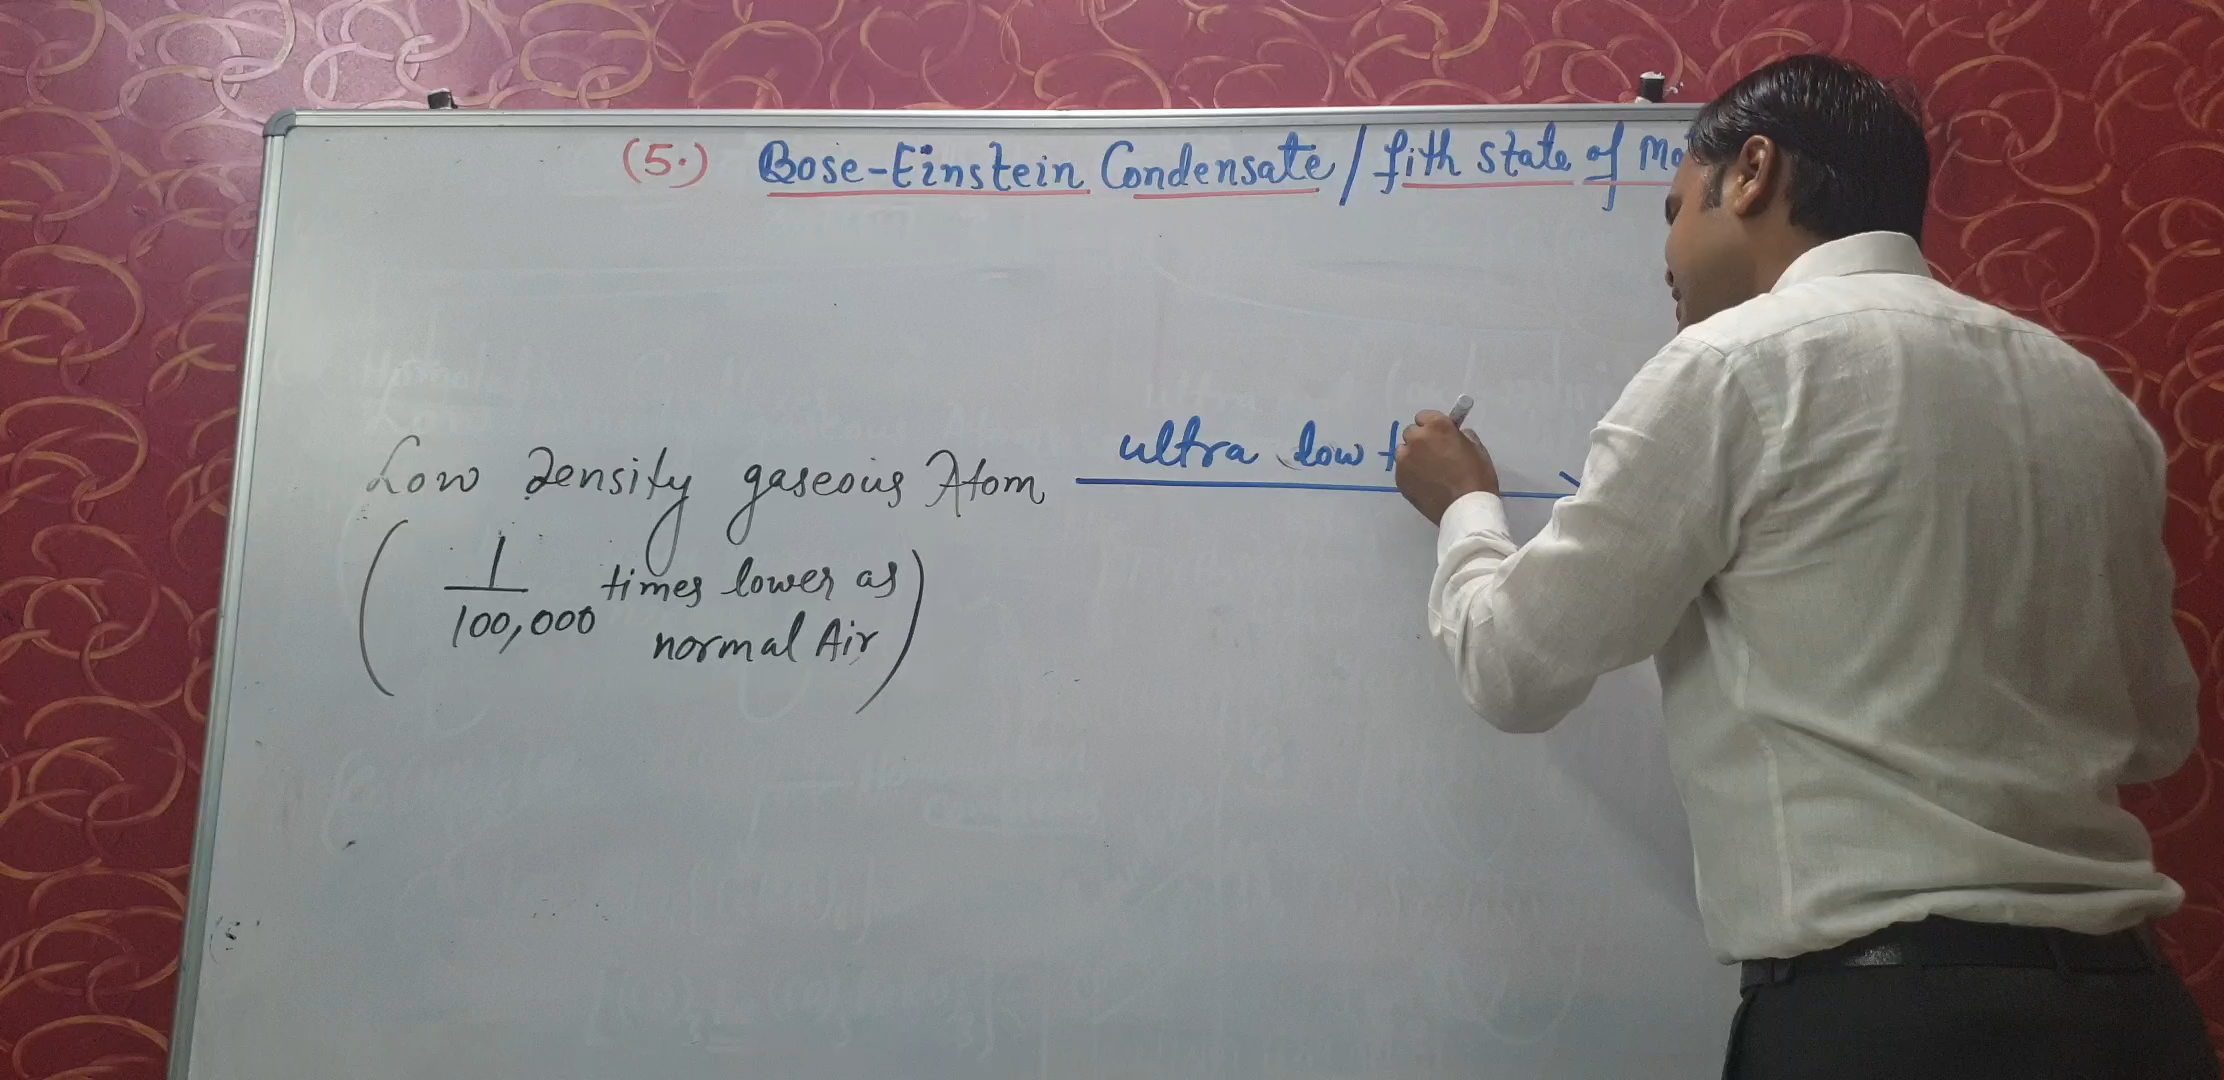 (5.) Bose-Einstein Condensate / fith state of Ma
Low Density gaseous Atom ultra low t
( 1/100,000 times lower as
normal Air )